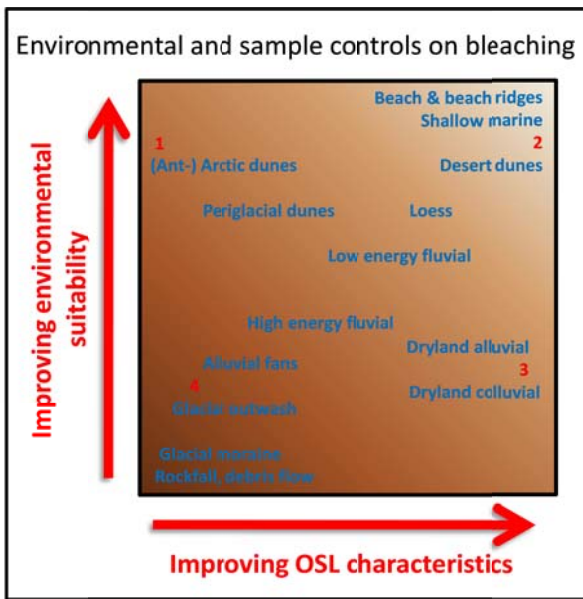 Environmental and sample controls on bleaching
Improving environmental
suitability
Beach & beach ridges
Shallow marine
1
2
(Ant-) Arctic dunes
Desert dunes
Periglacial dunes
Loess
Low energy fluvial
High energy fluvial
Dryland alluvial
Alluvial fans
3
4
Dryland colluvial
Glacial outwash
Glacial moraine
Rockfall, debris flow
Improving OSL characteristics